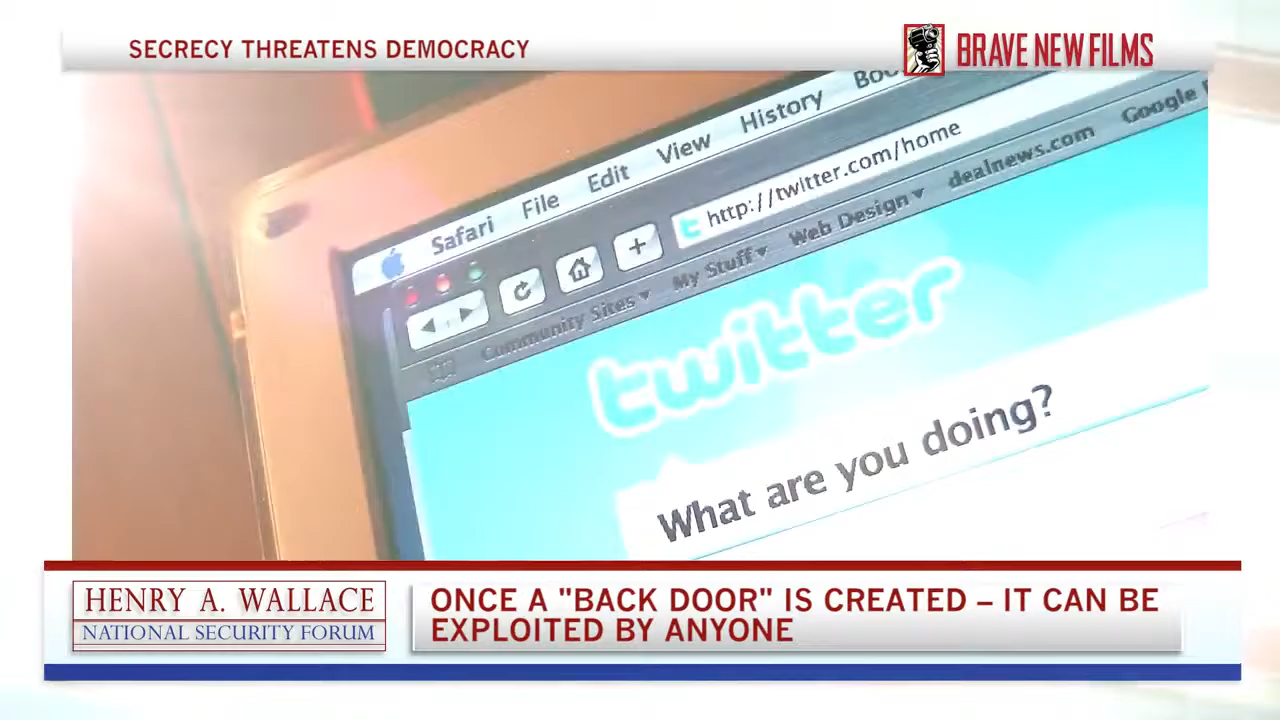 SECRECY THREATENS DEMOCRACY
BRAVE NEW FILMS
Safari File Edit View History
http://twitter.com/home
Community Sites My Stuff Web Design dealnews.com Google
twitter
What are you doing?
HENRY A. WALLACE
NATIONAL SECURITY FORUM
ONCE A "BACK DOOR" IS CREATED – IT CAN BE
EXPLOITED BY ANYONE